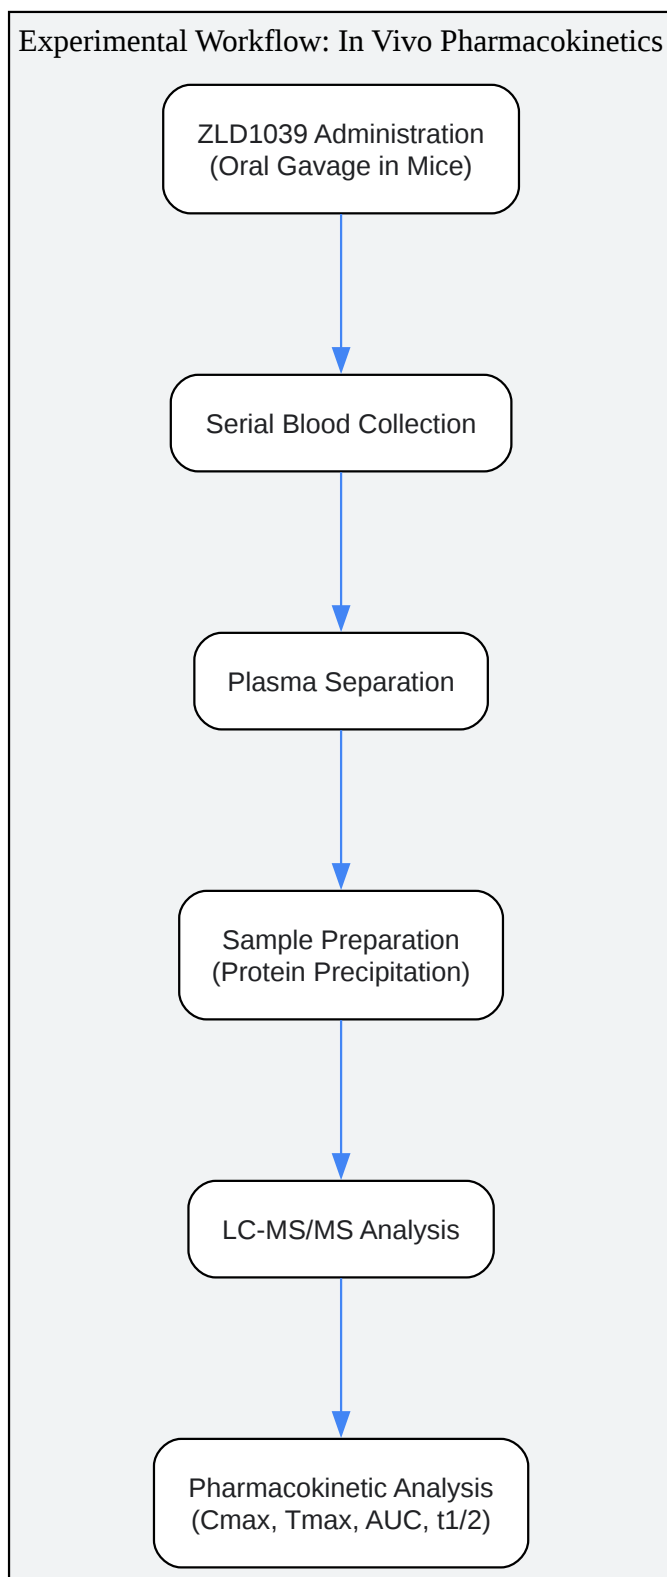 Experimental Workflow: In Vivo Pharmacokinetics
ZLD1039 Administration
(Oral Gavage in Mice)
Serial Blood Collection
Plasma Separation
Sample Preparation
(Protein Precipitation)
LC-MS/MS Analysis
Pharmacokinetic Analysis
(Cmax, Tmax, AUC, t1/2)